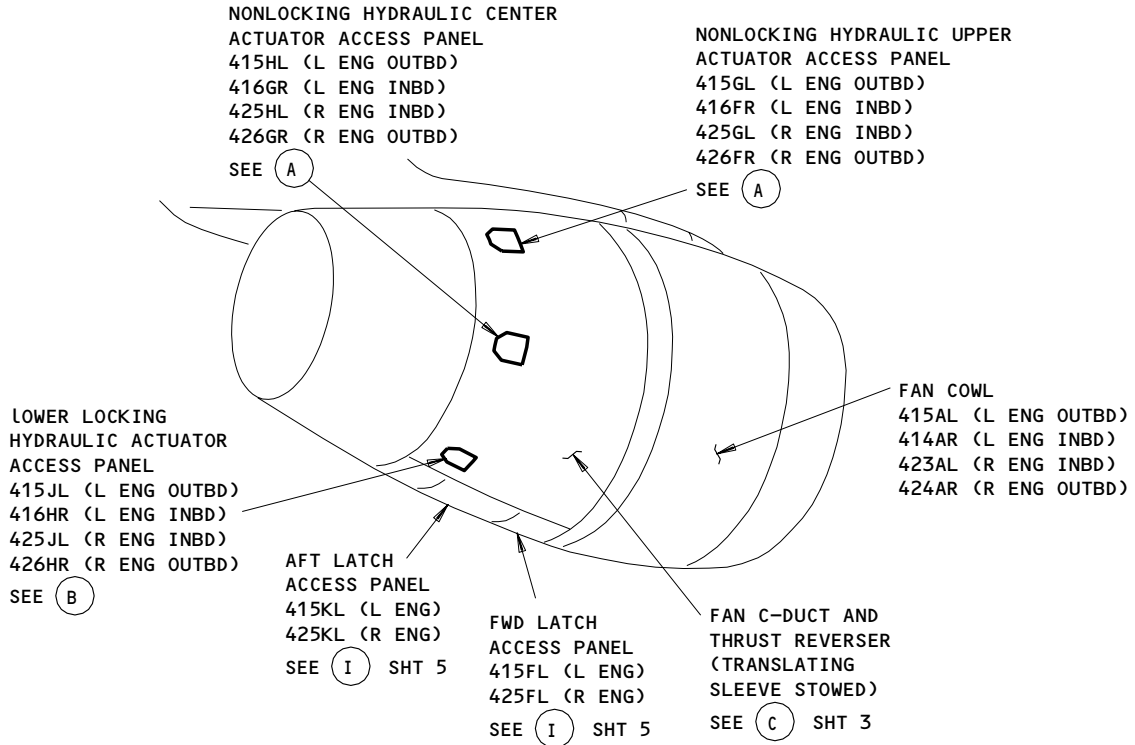 NONLOCKING HYDRAULIC CENTER
ACTUATOR ACCESS PANEL
415HL (L ENG OUTBD)
416GR (L ENG INBD)
425HL (R ENG INBD)
426GR (R ENG OUTBD)
SEE A
NONLOCKING HYDRAULIC UPPER
ACTUATOR ACCESS PANEL
415GL (L ENG OUTBD)
416FR (L ENG INBD)
425GL (R ENG INBD)
426FR (R ENG OUTBD)
SEE A
FAN COWL
415AL (L ENG OUTBD)
414AR (L ENG INBD)
423AL (R ENG INBD)
424AR (R ENG OUTBD)
lOWER LOCKING
HYDRAULIC ACTUATOR
ACCESS PANEL
415JL (L ENG OUTBD)
416HR (L ENG INBD)
425JL (R ENG INBD)
426HR (R ENG OUTBD)
SEE B
AFT LATCH
ACCESS PANEL
415KL (L ENG)
425KL (R ENG)
SEE I SHT 5
FWD LATCH
ACCESS PANEL
415FL (L ENG)
425FL (R ENG)
SEE I SHT 5
FAN C-DUCT AND
THRUST REVERSER
(TRANSLATING
SLEEVE STOWED)
SEE C SHT 3